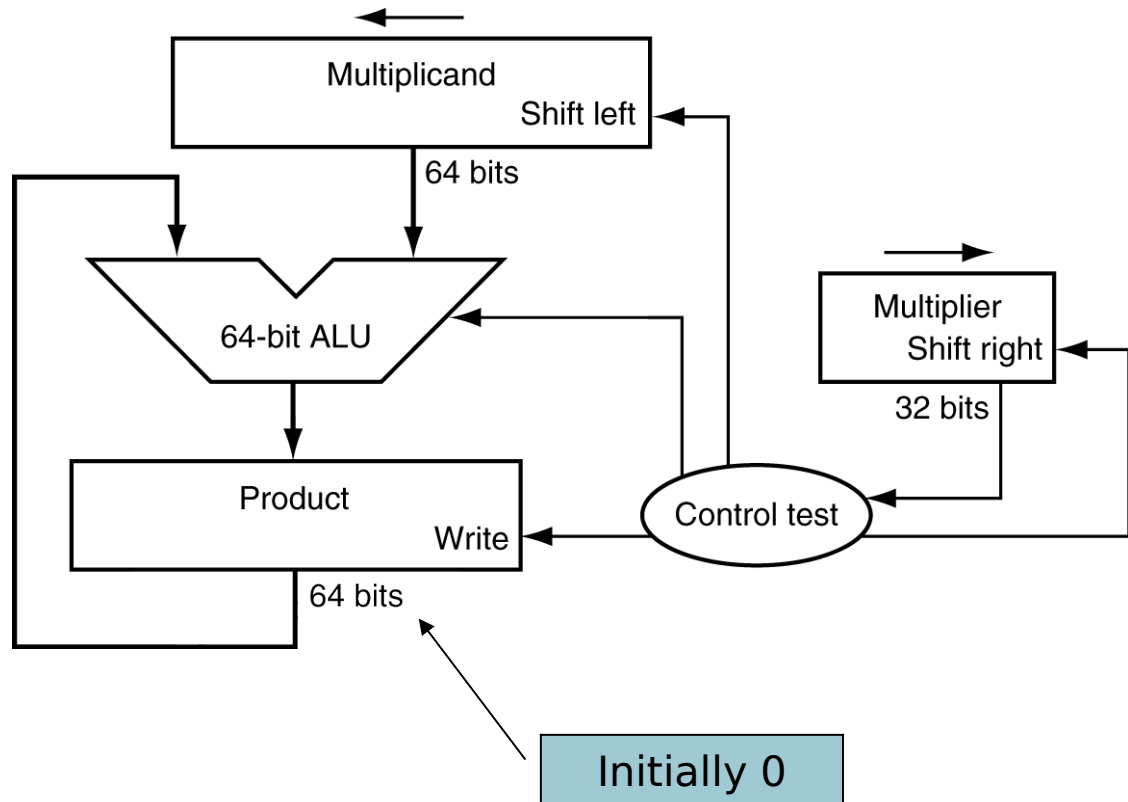 Multiplicand
Shift left
64 bits
64-bit ALU
Multiplier
Shift right
32 bits
Product
Write
Control test
64 bits
Initially 0